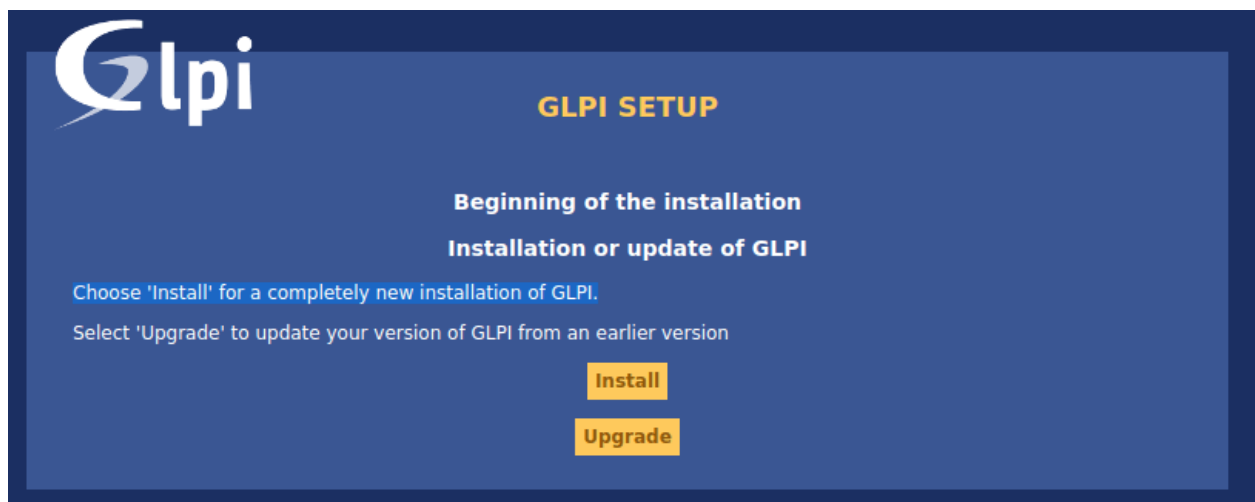 Glpi
GLPI SETUP
Beginning of the installation
Installation or update of GLPI
Choose 'Install' for a completely new installation of GLPI.
Select 'Upgrade' to update your version of GLPI from an earlier version
Install
Upgrade